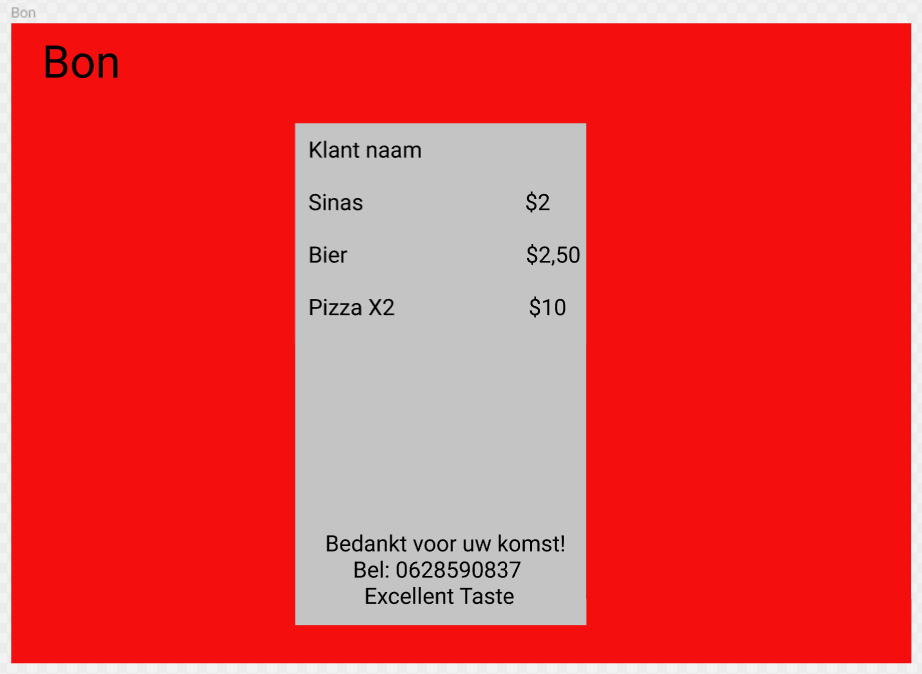 Bon
Bon
Klant naam
Sinas $2
Bier $2,50
Pizza X2 $10
Bedankt voor uw komst!
Bel: 0628590837
Excellent Taste